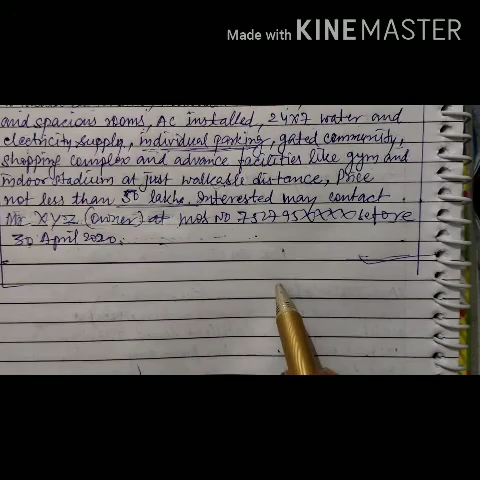 Made with KINEMASTER
and spacious rooms, AC installed, 24x7 water and
electricity supply, individual parking, gated community,
shopping complex and advance facilities like gym and
indoor stadium at just walkable distance, Price
not less than 50 lakhs. Interested may contact
Mr. XYZ (Owner) at mob No 752795XXXX before
30 April 2020.